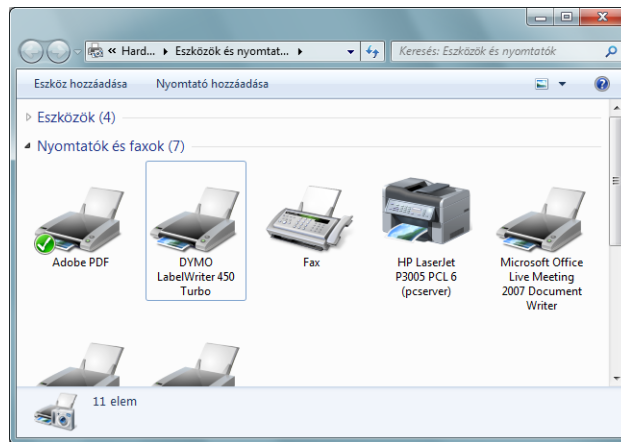 « Hard... ▸ Eszközök és nyomtat... ▸
Keresés: Eszközök és nyomtatók
Eszköz hozzáadása Nyomtató hozzáadása
Eszközök (4)
Nyomtatók és faxok (7)
Adobe PDF
DYMO
LabelWriter 450
Turbo
Fax
HP LaserJet
P3005 PCL 6
(pcserver)
Microsoft Office
Live Meeting
2007 Document
Writer
11 elem